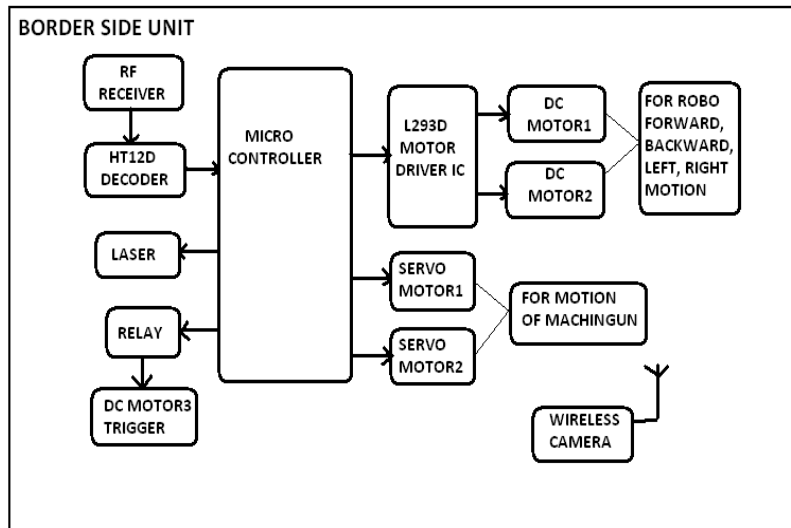 BORDER SIDE UNIT
RF
RECEIVER
HT12D
DECODER
LASER
RELAY
DC MOTOR3
TRIGGER
MICRO
CONTROLLER
L293D
MOTOR
DRIVER IC
DC
MOTOR1
DC
MOTOR2
FOR ROBO
FORWARD,
BACKWARD,
LEFT, RIGHT
MOTION
SERVO
MOTOR1
SERVO
MOTOR2
FOR MOTION
OF MACHINGUN
WIRELESS
CAMERA